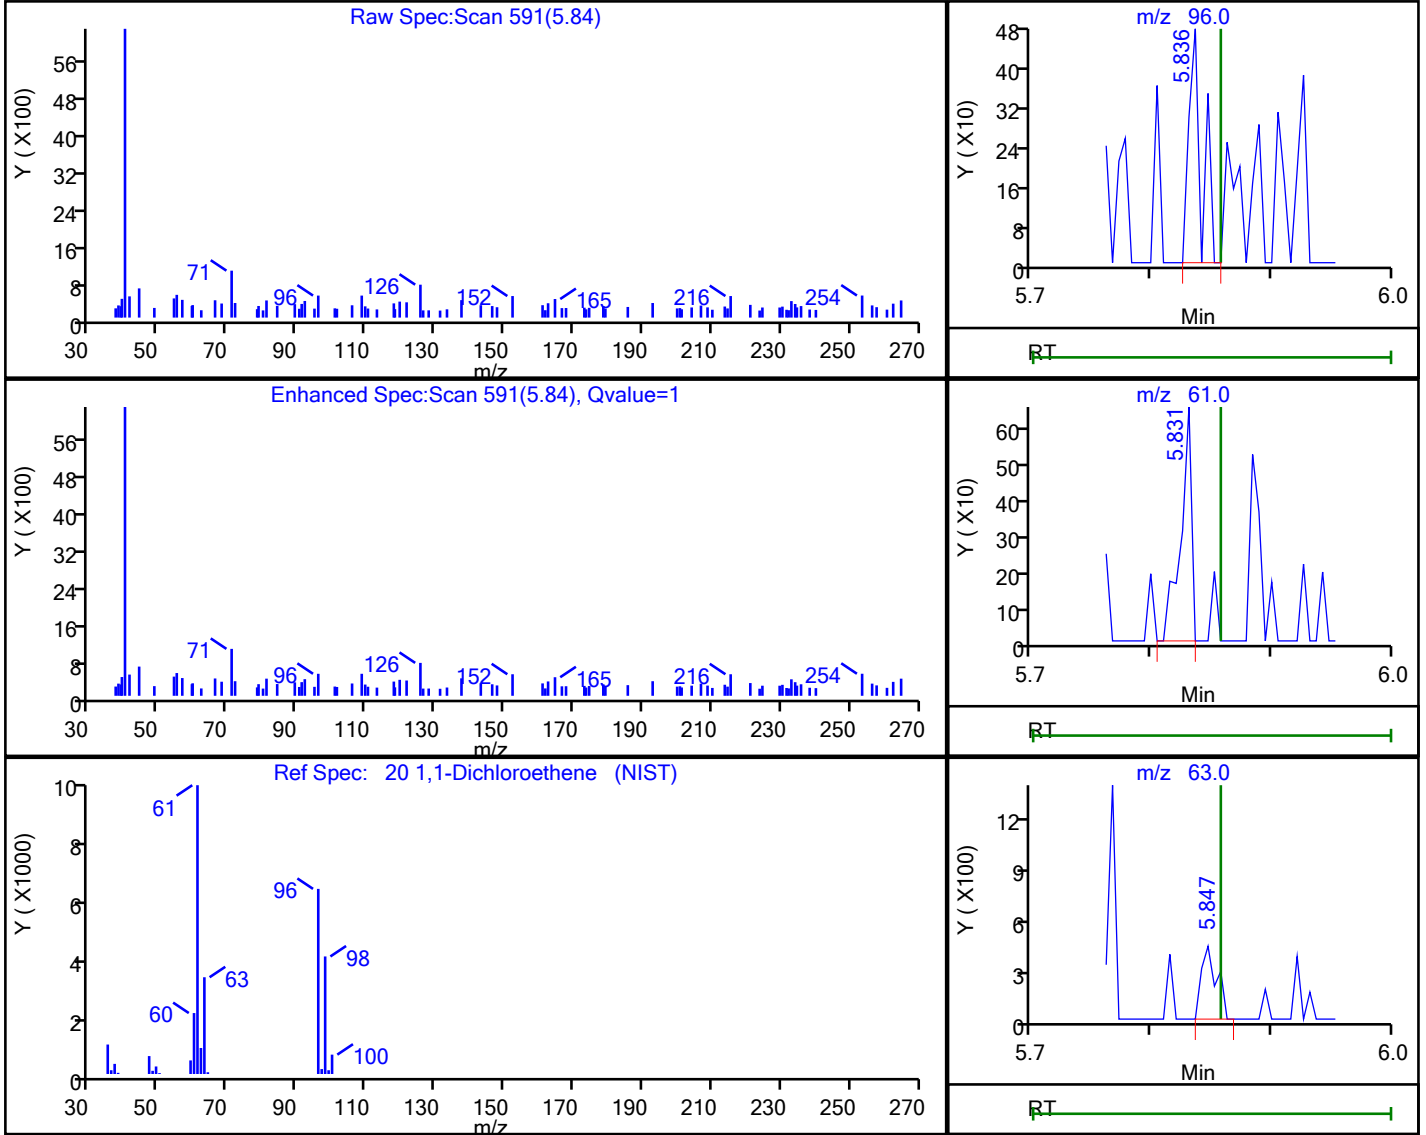 Raw Spec:Scan 591(5.84)
Y ( X100)
56
48
40
32
24
16
8
0
71
96
126
152
165
216
254
30 50 70 90 110 130 150 170 190 210 230 250 270
m/z
m/z 96.0
Y ( X10)
48
40
32
24
16
8
0
5.836
5.7 6.0
Min
RT
Enhanced Spec:Scan 591(5.84), Qvalue=1
Y ( X100)
56
48
40
32
24
16
8
0
71
96
126
152
165
216
254
30 50 70 90 110 130 150 170 190 210 230 250 270
m/z
m/z 61.0
Y ( X10)
60
50
40
30
20
10
0
5.831
5.7 6.0
Min
RT
Ref Spec: 20 1,1-Dichloroethene (NIST)
Y ( X1000)
10
8
6
4
2
0
61
96
98
63
60
100
30 50 70 90 110 130 150 170 190 210 230 250 270
m/z
m/z 63.0
Y ( X100)
12
9
6
3
0
5.847
5.7 6.0
Min
RT